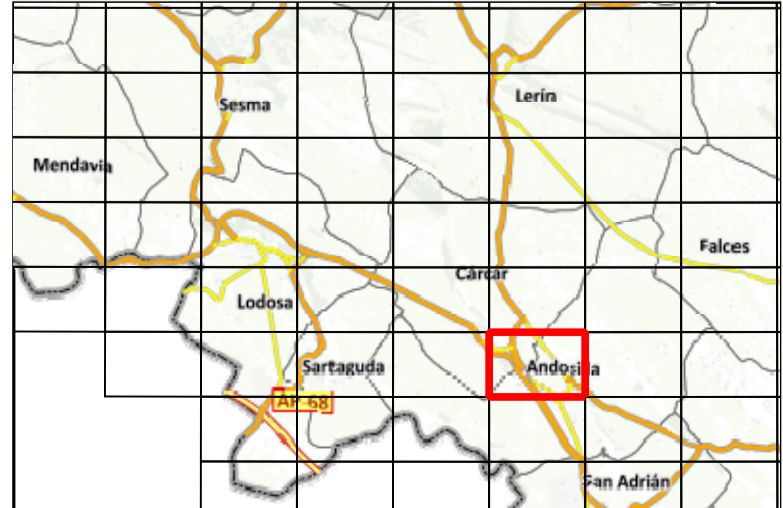 Lerín
Sesma
Mendavia
Falces
Cárcar
Lodosa
Sartaguda
Andosilla
AP-68
San Adrián